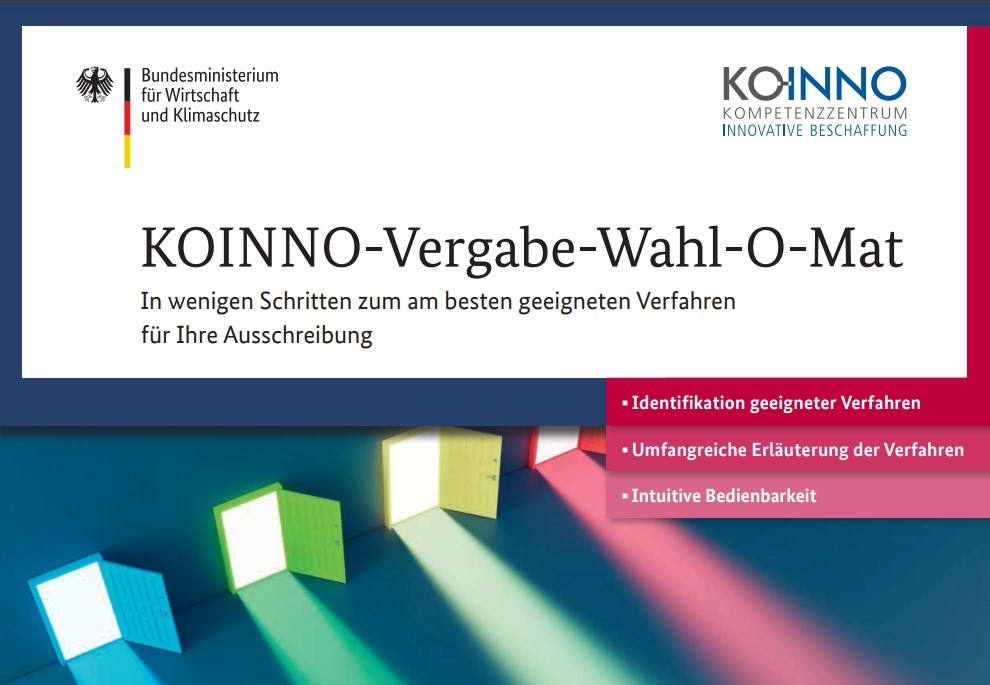 Bundesministerium
für Wirtschaft
und Klimaschutz
KOINNO
KOMPETENZZENTRUM
INNOVATIVE BESCHAFFUNG
KOINNO-Vergabe-Wahl-O-Mat
In wenigen Schritten zum am besten geeigneten Verfahren
für Ihre Ausschreibung
▪ Identifikation geeigneter Verfahren
▪ Umfangreiche Erläuterung der Verfahren
▪ Intuitive Bedienbarkeit